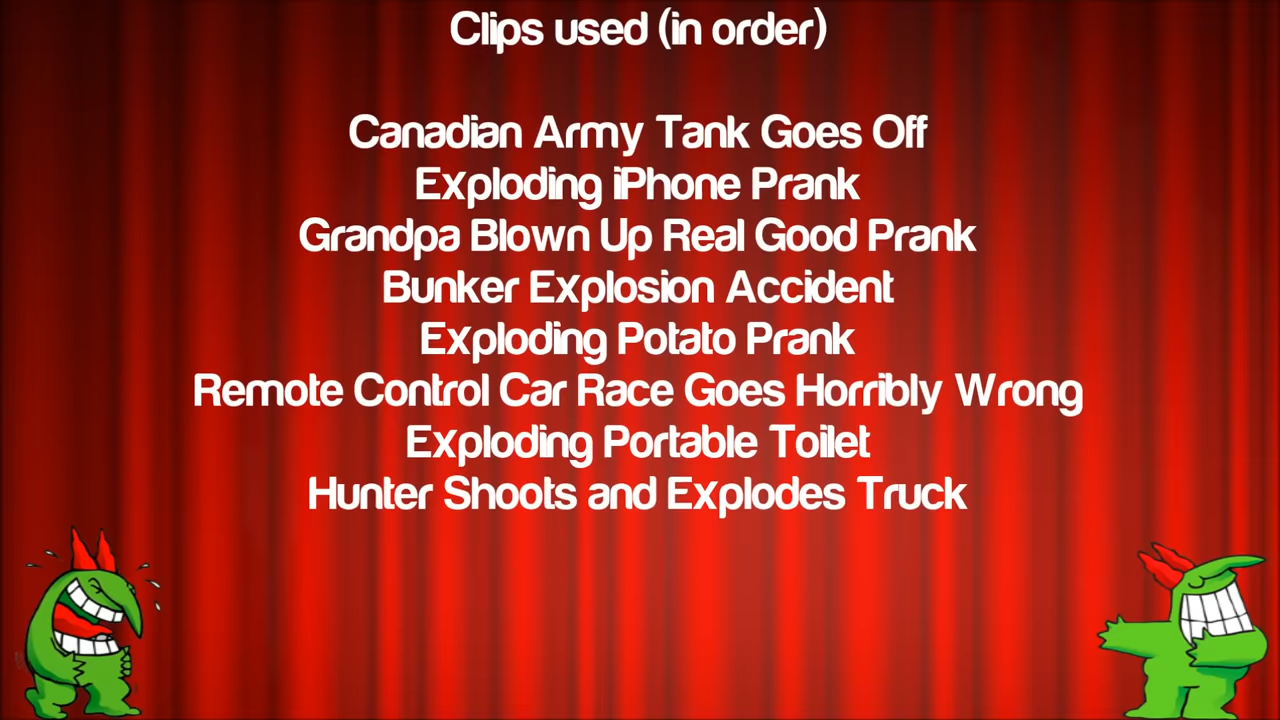 Clips used (in order)
Canadian Army Tank Goes Off
Exploding iPhone Prank
Grandpa Blown Up Real Good Prank
Bunker Explosion Accident
Exploding Potato Prank
Remote Control Car Race Goes Horribly Wrong
Exploding Portable Toilet
Hunter Shoots and Explodes Truck